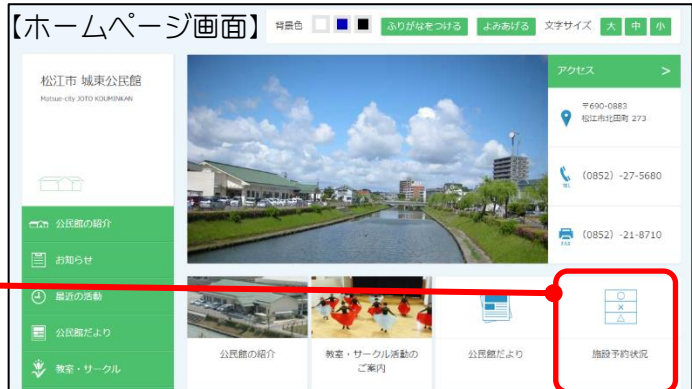 【ホームページ画面】
背景色
ふりがなをつける
よみあげる
文字サイズ
大
中
小
松江市 城東公民館
Matsue-city JOTO KOUMINKAN
アクセス >
〒690-0883
松江市北田町 273
TEL
(0852) -27-5680
FAX
(0852) -21-8710
公民館の紹介
お知らせ
最近の活動
公民館だより
教室・サークル
公民館の紹介
教室・サークル活動の
ご案内
公民館だより
○
×
△
施設予約状況